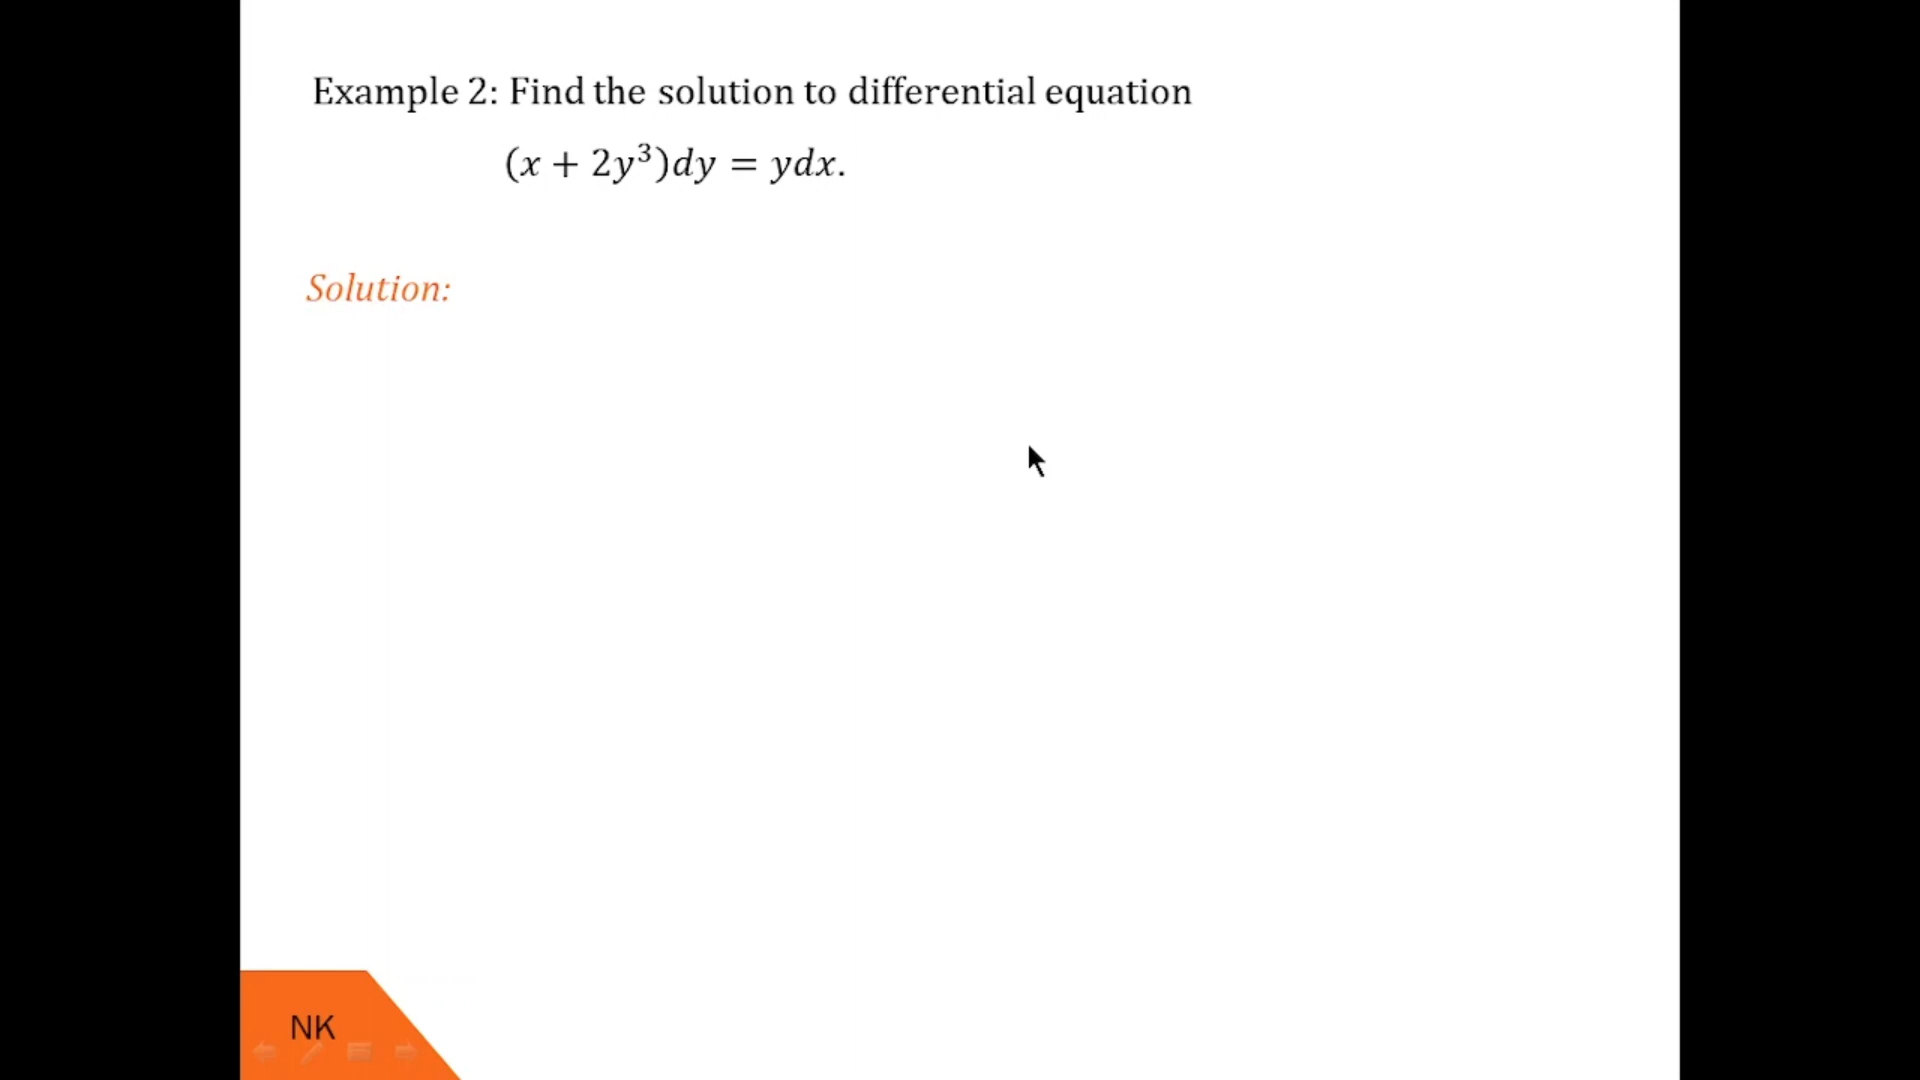 Example 2: Find the solution to differential equation
(x + 2y³)dy = ydx.
Solution:
NK